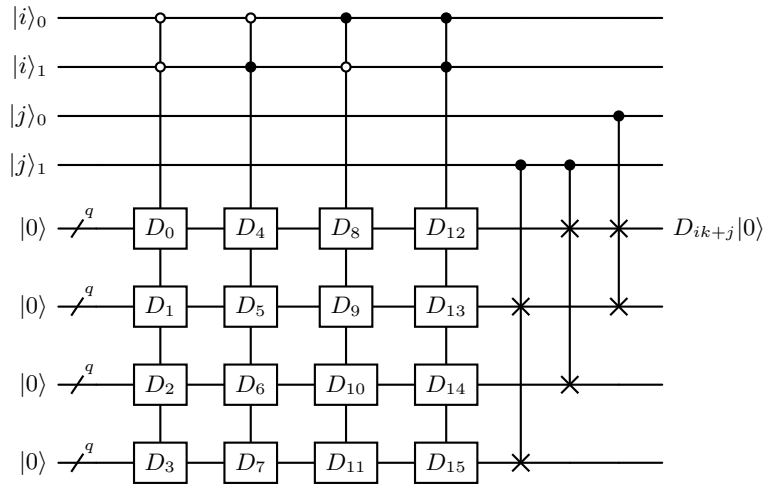 |i⟩₀
|i⟩₁
|j⟩₀
|j⟩₁
|0⟩ q D₀ D₄ D₈ D₁₂ D_{ik+j}|0⟩
|0⟩ q D₁ D₅ D₉ D₁₃
|0⟩ q D₂ D₆ D₁₀ D₁₄
|0⟩ q D₃ D₇ D₁₁ D₁₅